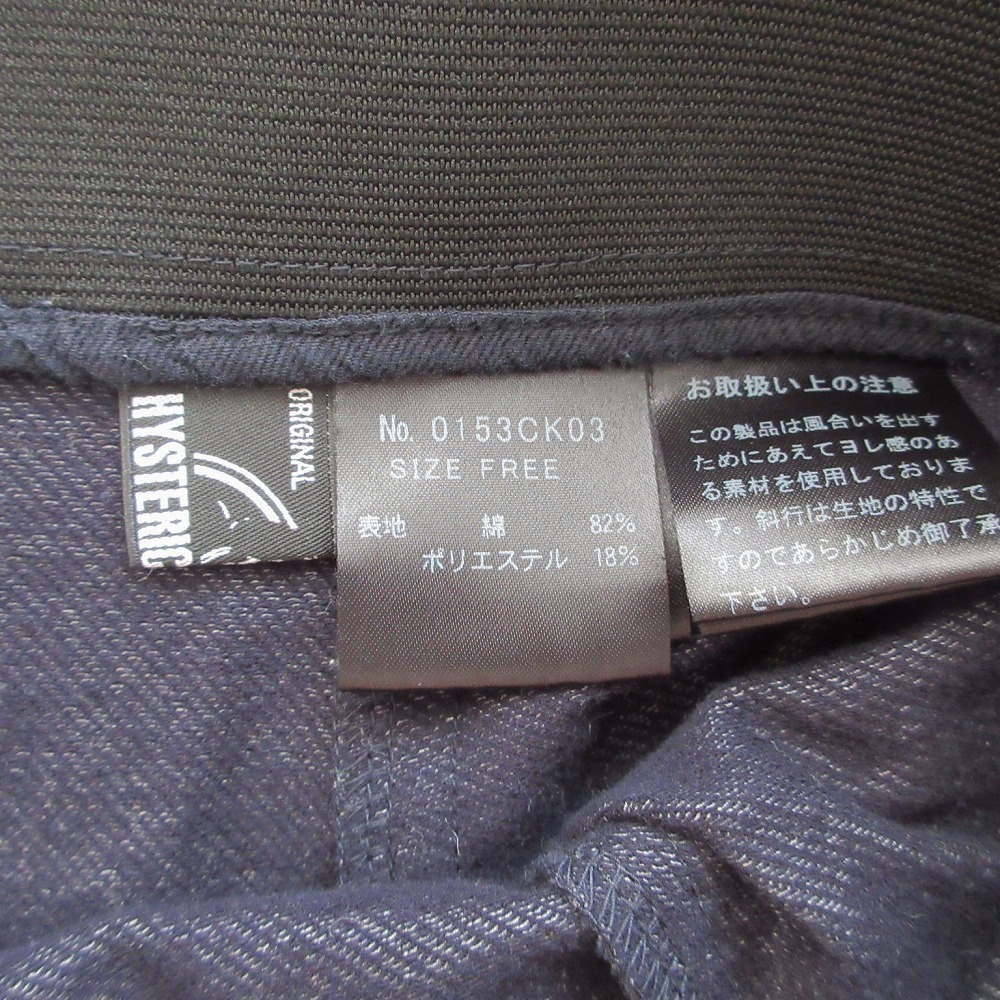 HYSTERIC
ORIGINAL
No. 0153CK03
SIZE FREE
表地 綿 82%
ポリエステル 18%
お取扱い上の注意
この製品は風合いを出す
ためにあえてヨレ感のあ
る素材を使用しておりま
す。斜行は生地の特性で
すのであらかじめ御了承
下さい。